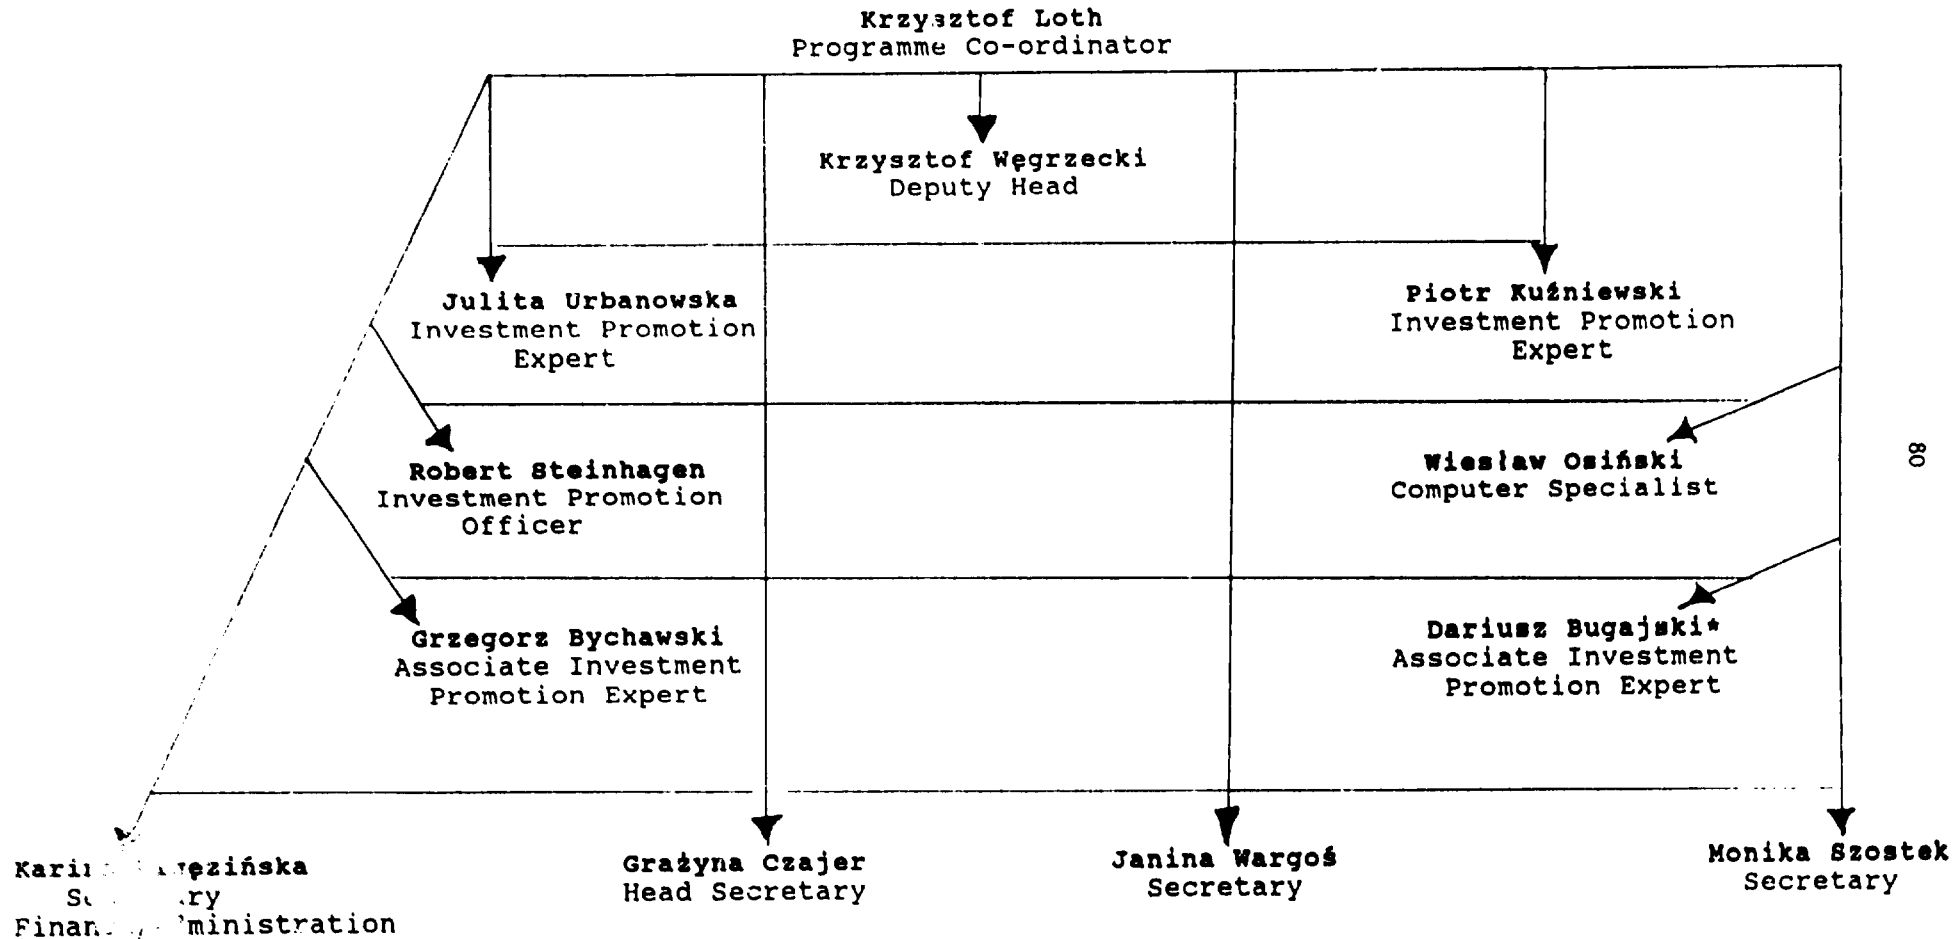 Krzysztof Loth
Programme Co-ordinator
Krzysztof Węgrzecki
Deputy Head
Julita Urbanowska
Investment Promotion
Expert
Piotr Kuźniewski
Investment Promotion
Expert
Robert Steinhagen
Investment Promotion
Officer
Wiesław Osiński
Computer Specialist
80
Grzegorz Bychawski
Associate Investment
Promotion Expert
Dariusz Bugajski*
Associate Investment
Promotion Expert
Grażyna Czajer
Head Secretary
Janina Wargoś
Secretary
Monika Szostek
Secretary